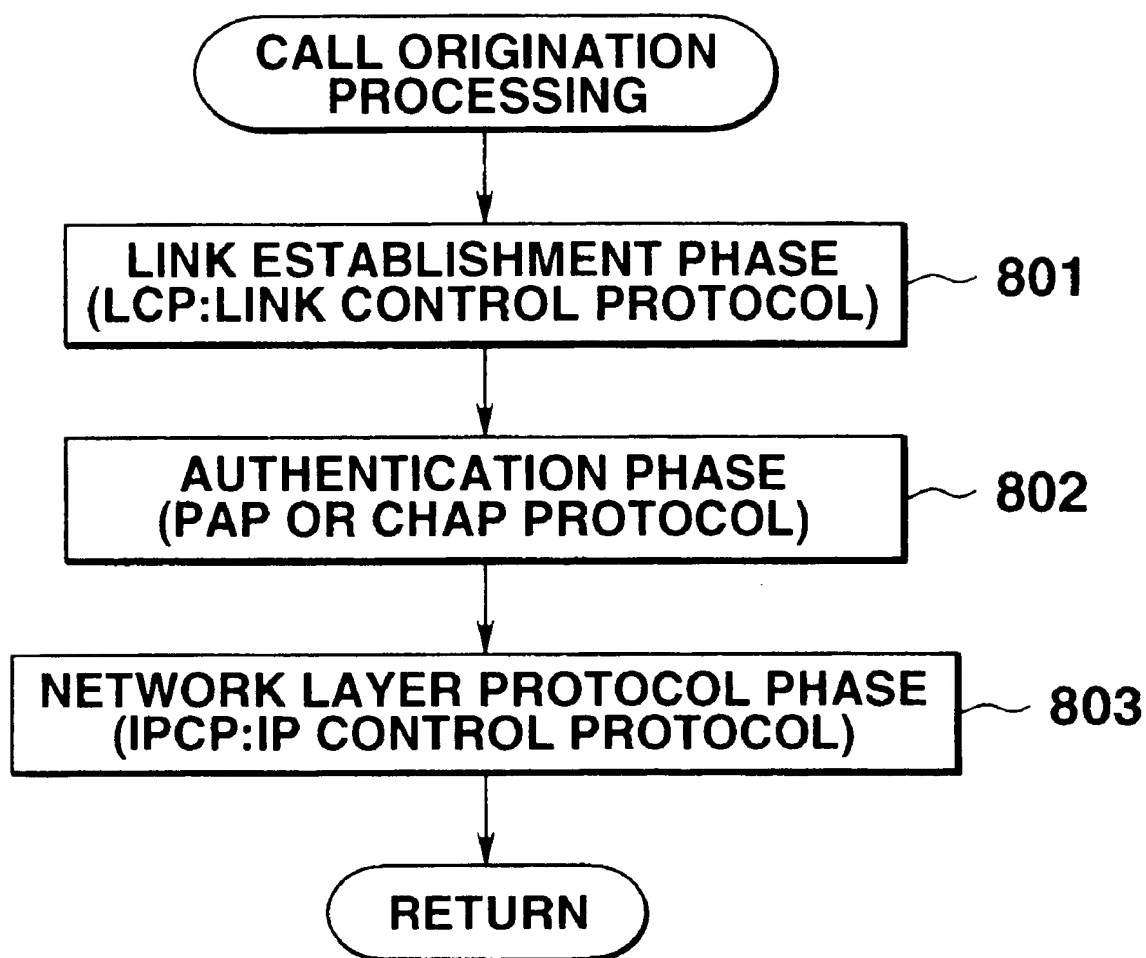 CALL ORIGINATION
PROCESSING
LINK ESTABLISHMENT PHASE
(LCP:LINK CONTROL PROTOCOL)
801
AUTHENTICATION PHASE
(PAP OR CHAP PROTOCOL)
802
NETWORK LAYER PROTOCOL PHASE
(IPCP:IP CONTROL PROTOCOL)
803
RETURN